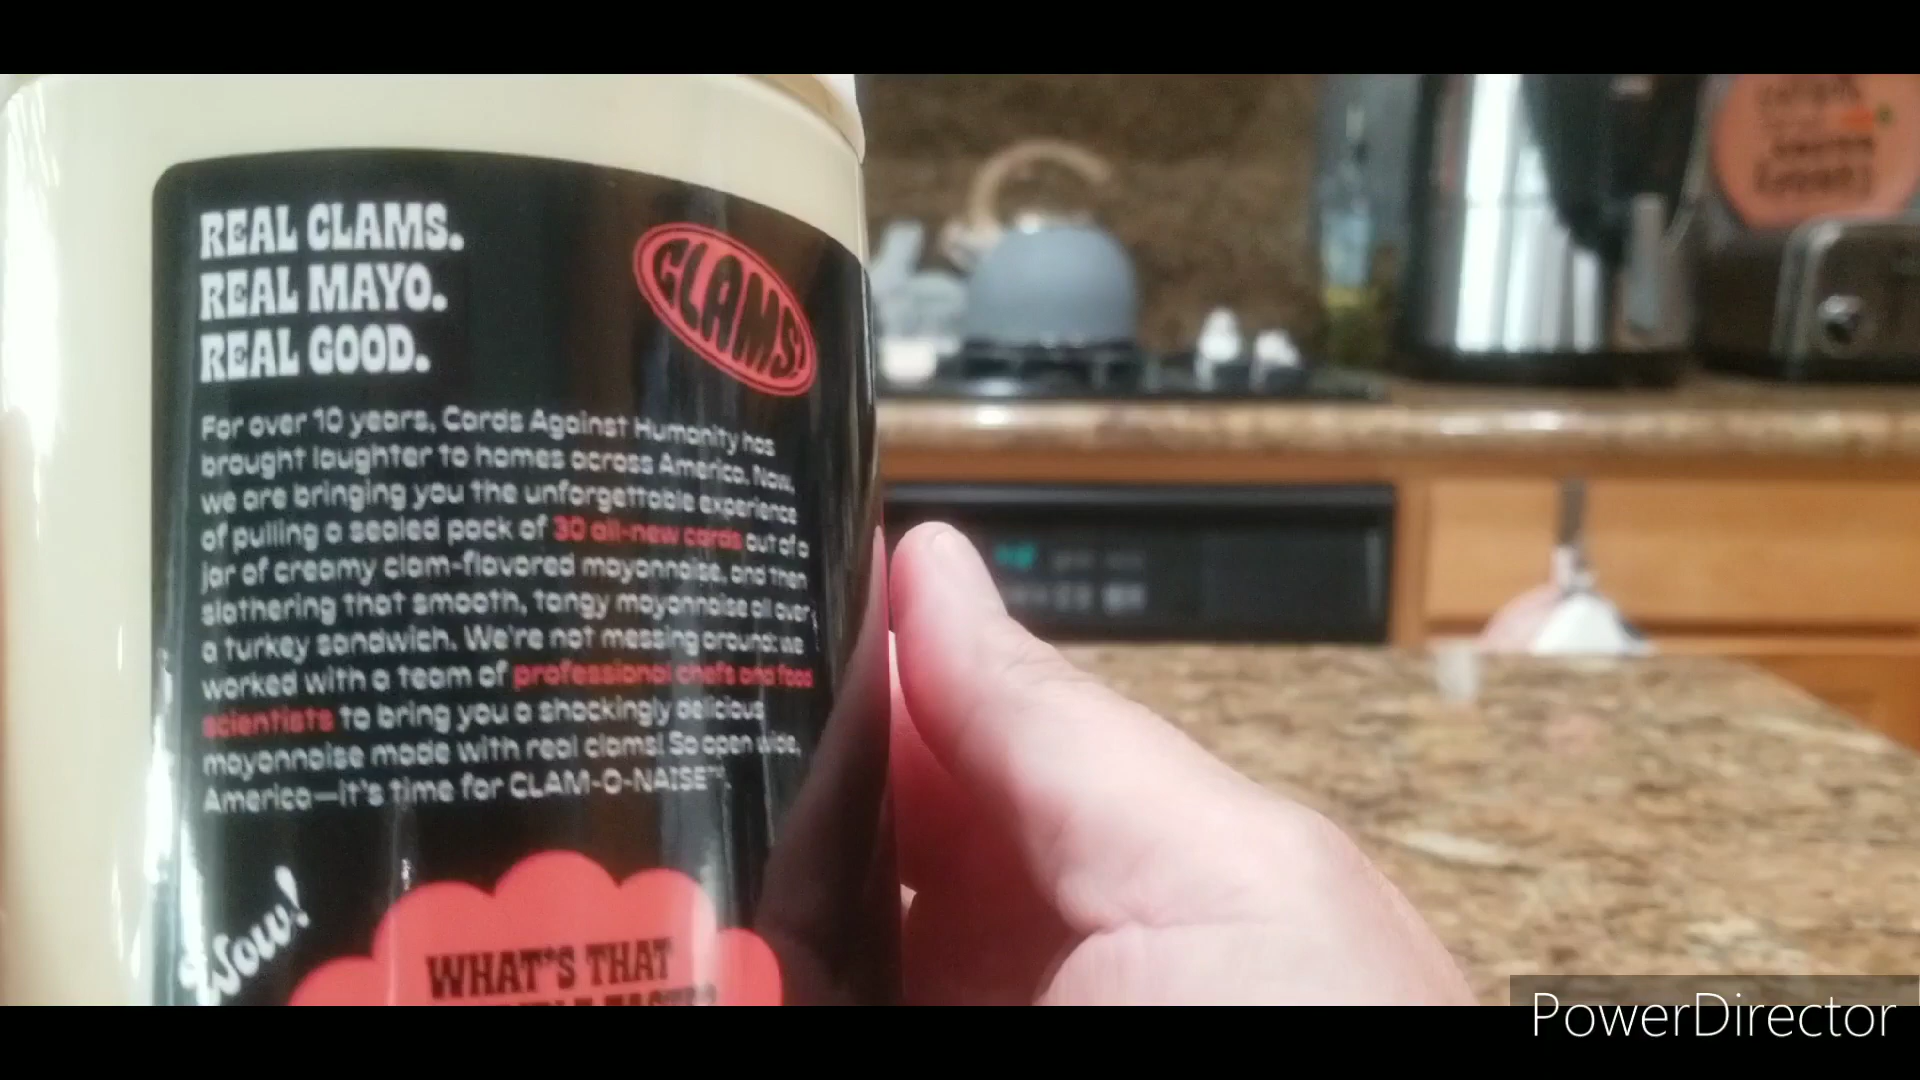 REAL CLAMS.
REAL MAYO.
REAL GOOD.
CLAMS!
For over 10 years, Cards Against Humanity has
brought laughter to homes across America. Now,
we are bringing you the unforgettable experience
of pulling a sealed pack of 30 all-new cards out of a
jar of creamy clam-flavored mayonnaise, and then
slathering that smooth, tangy mayonnaise all over
a turkey sandwich. We're not messing around: we
worked with a team of professional chefs and food
scientists to bring you a shockingly delicious
mayonnaise made with real clams! So open wide,
America—it's time for CLAM-O-NAISE™.
Wow!
WHAT'S THAT
PowerDirector